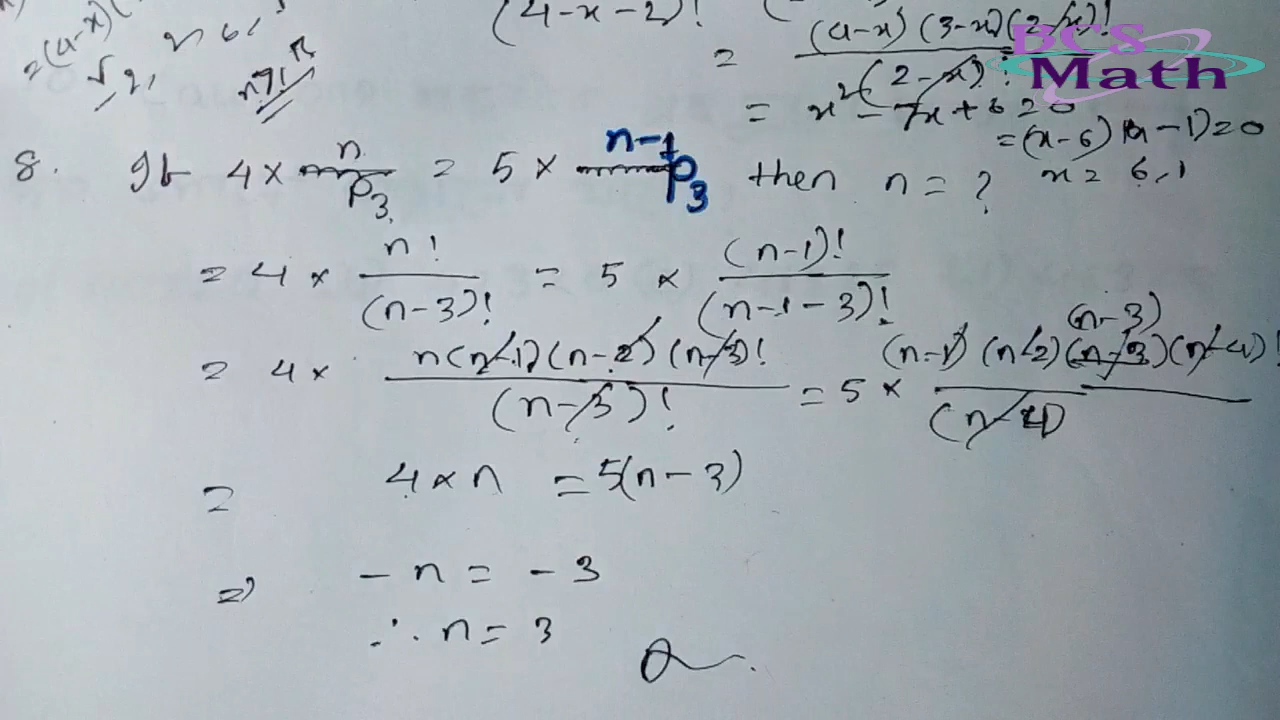 (4-x-2)!
= (4-x) (3-x) (2-x)!
(2-x)!
= x² - 7x + 6 = 0
= (x-6) (x-1) = 0
x = 6, 1
BCS
Math
8. If 4 × nP₃ = 5 × n-1P₃ then n = ?
= 4 × n! / (n-3)! = 5 × (n-1)! / (n-1-3)!
= 4 × n(n-1)(n-2)(n-3)! / (n-3)! = 5 × (n-1)(n-2)(n-3)(n-4)! / (n-4)
= 4 × n = 5(n-3)
⇒ - n = - 3
∴ n = 3